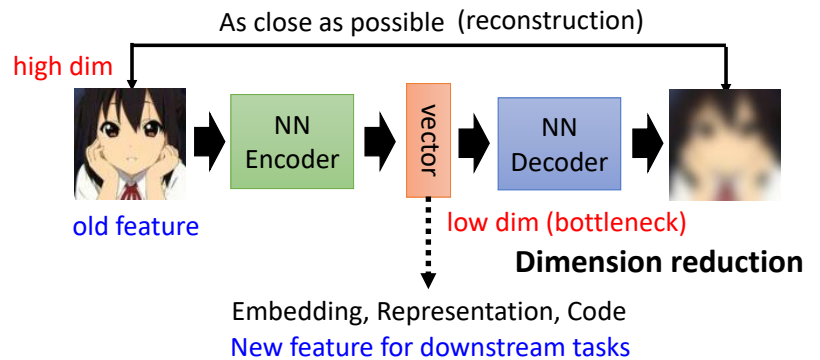 As close as possible (reconstruction)
high dim
NN
Encoder
vector
NN
Decoder
old feature
low dim (bottleneck)
Dimension reduction
Embedding, Representation, Code
New feature for downstream tasks